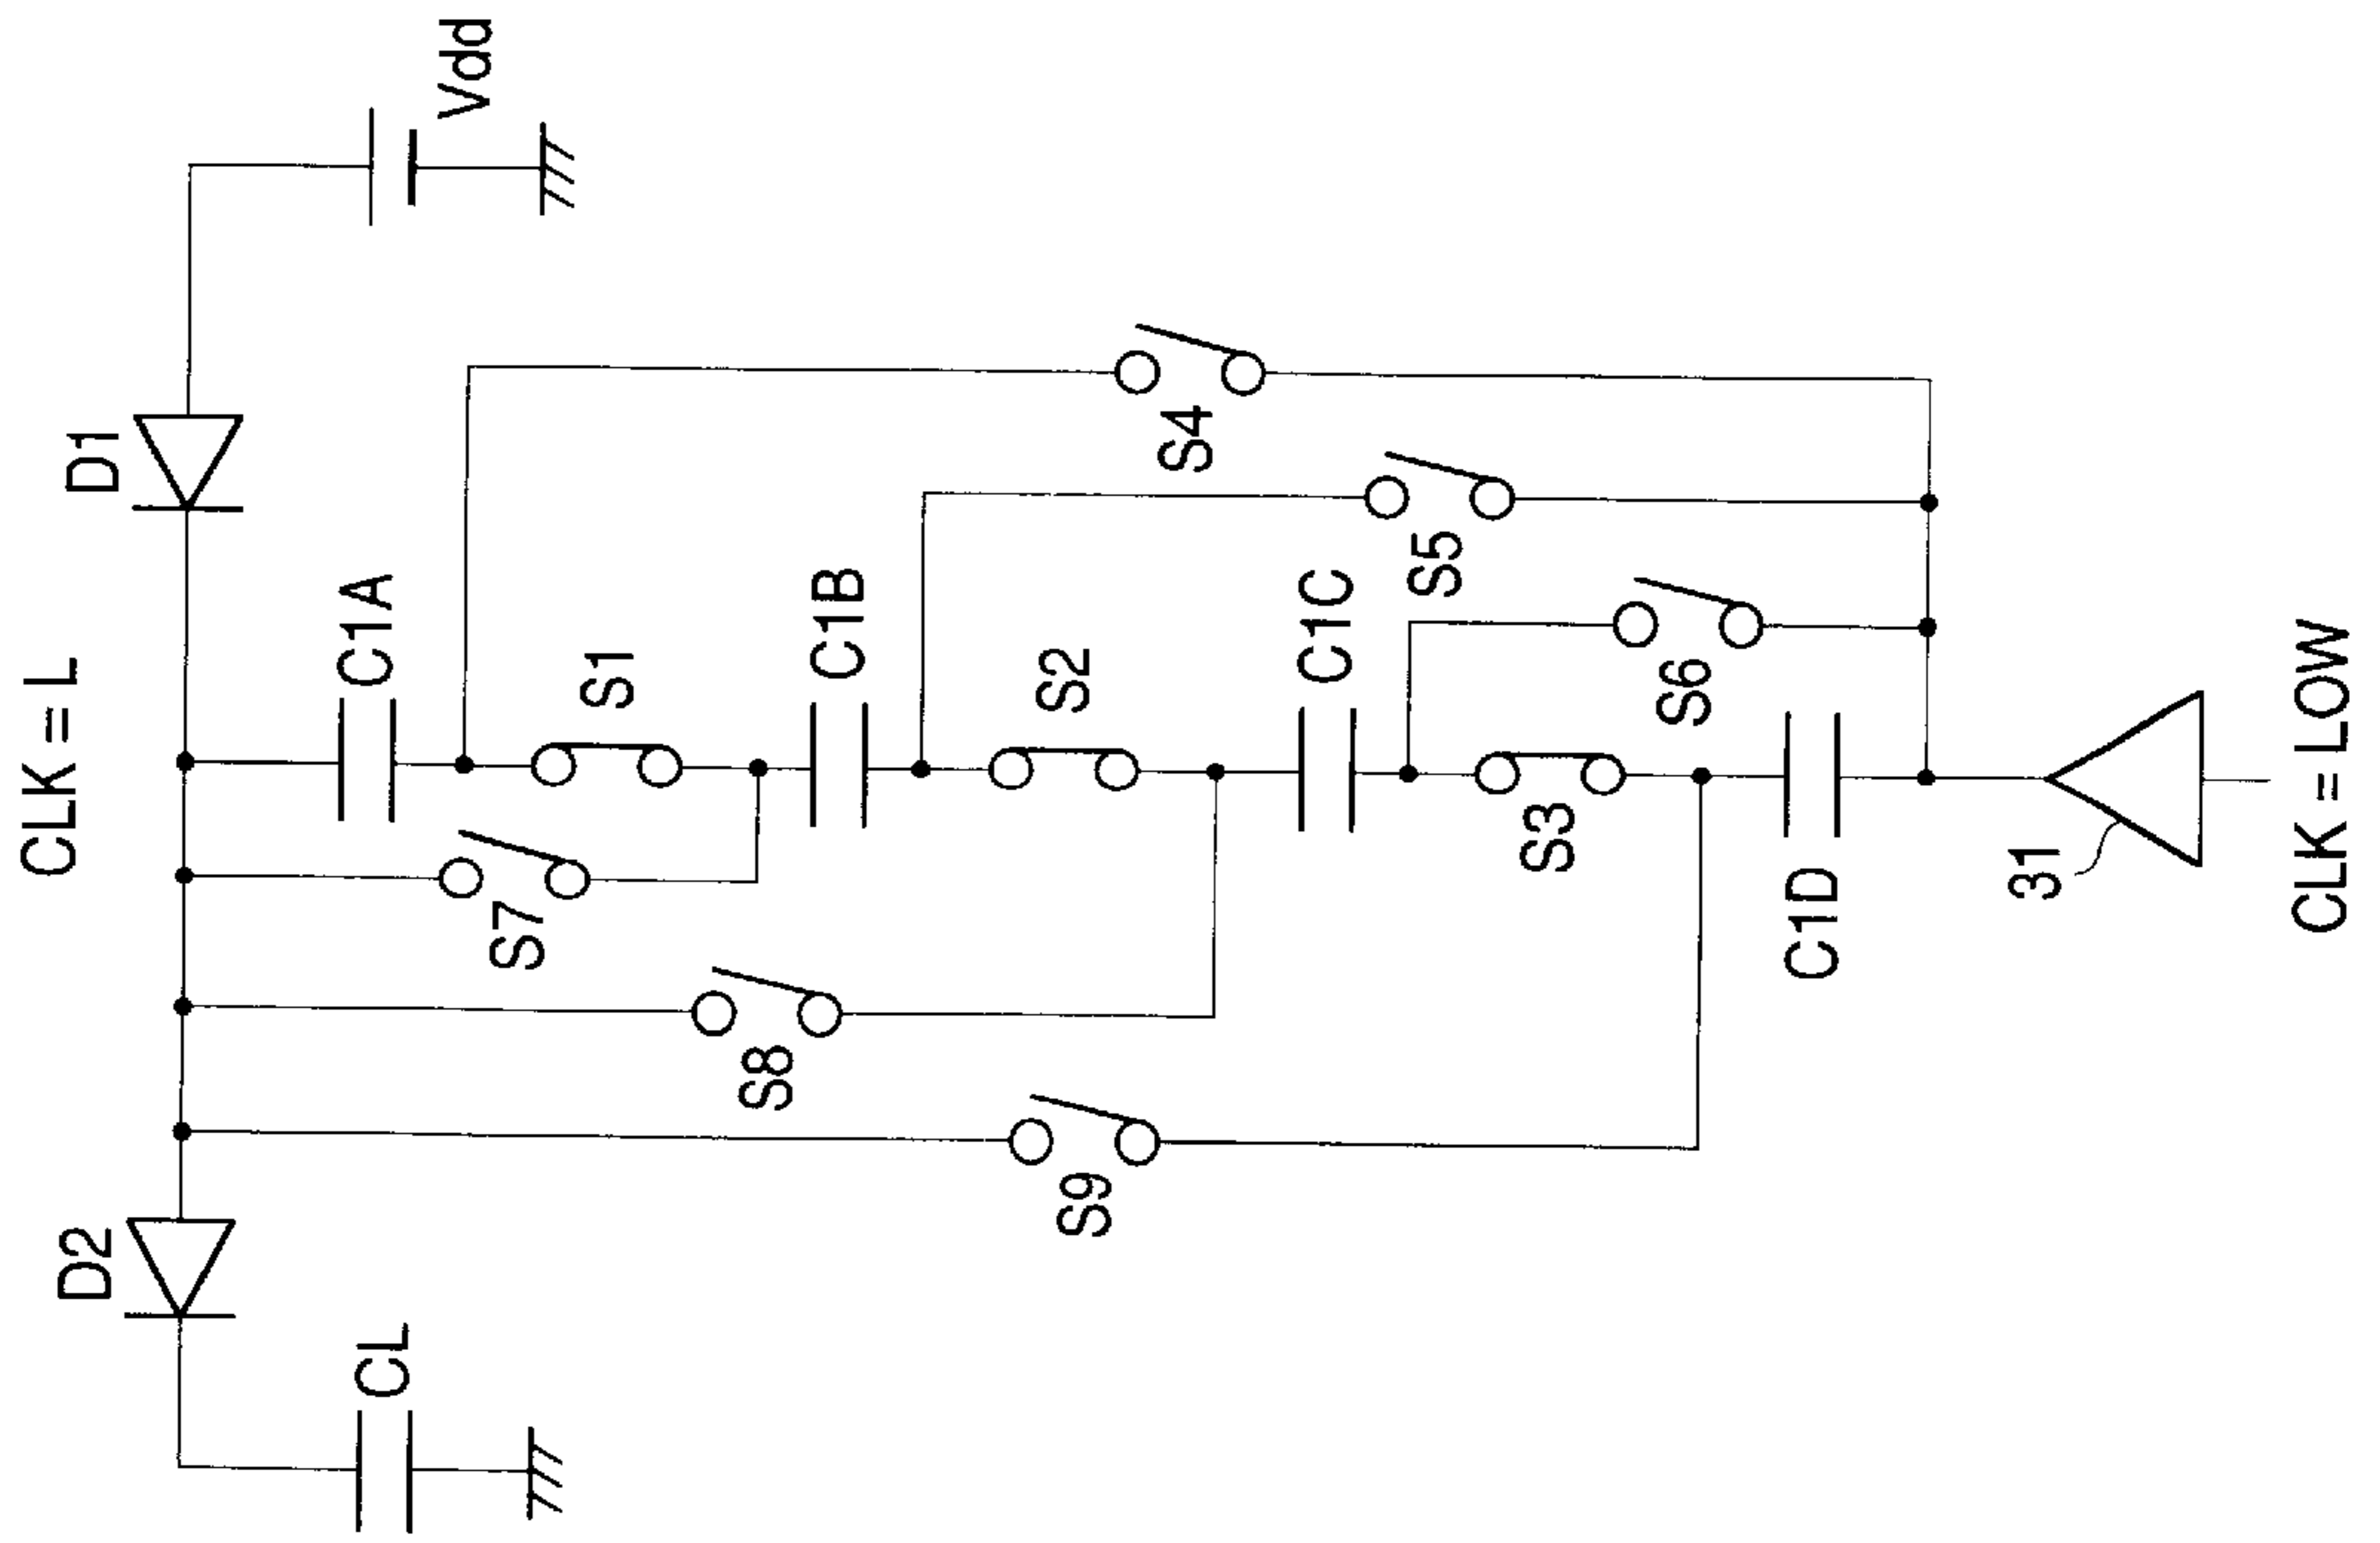 CLK = L
D2
D1
CL
Vdd
C1A
S7
S1
S8
C1B
S9
S2
S4
C1C
S5
S3
S6
C1D
31
CLK = LOW